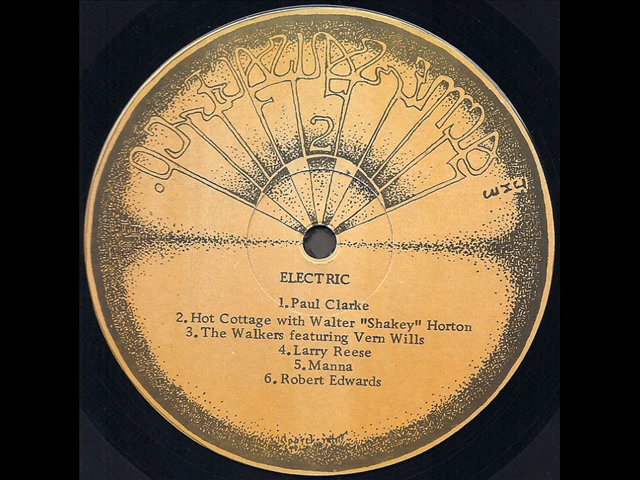 2
ELECTRIC
1. Paul Clarke
2. Hot Cottage with Walter "Shakey" Horton
3. The Walkers featuring Vern Wills
4. Larry Reese
5. Manna
6. Robert Edwards